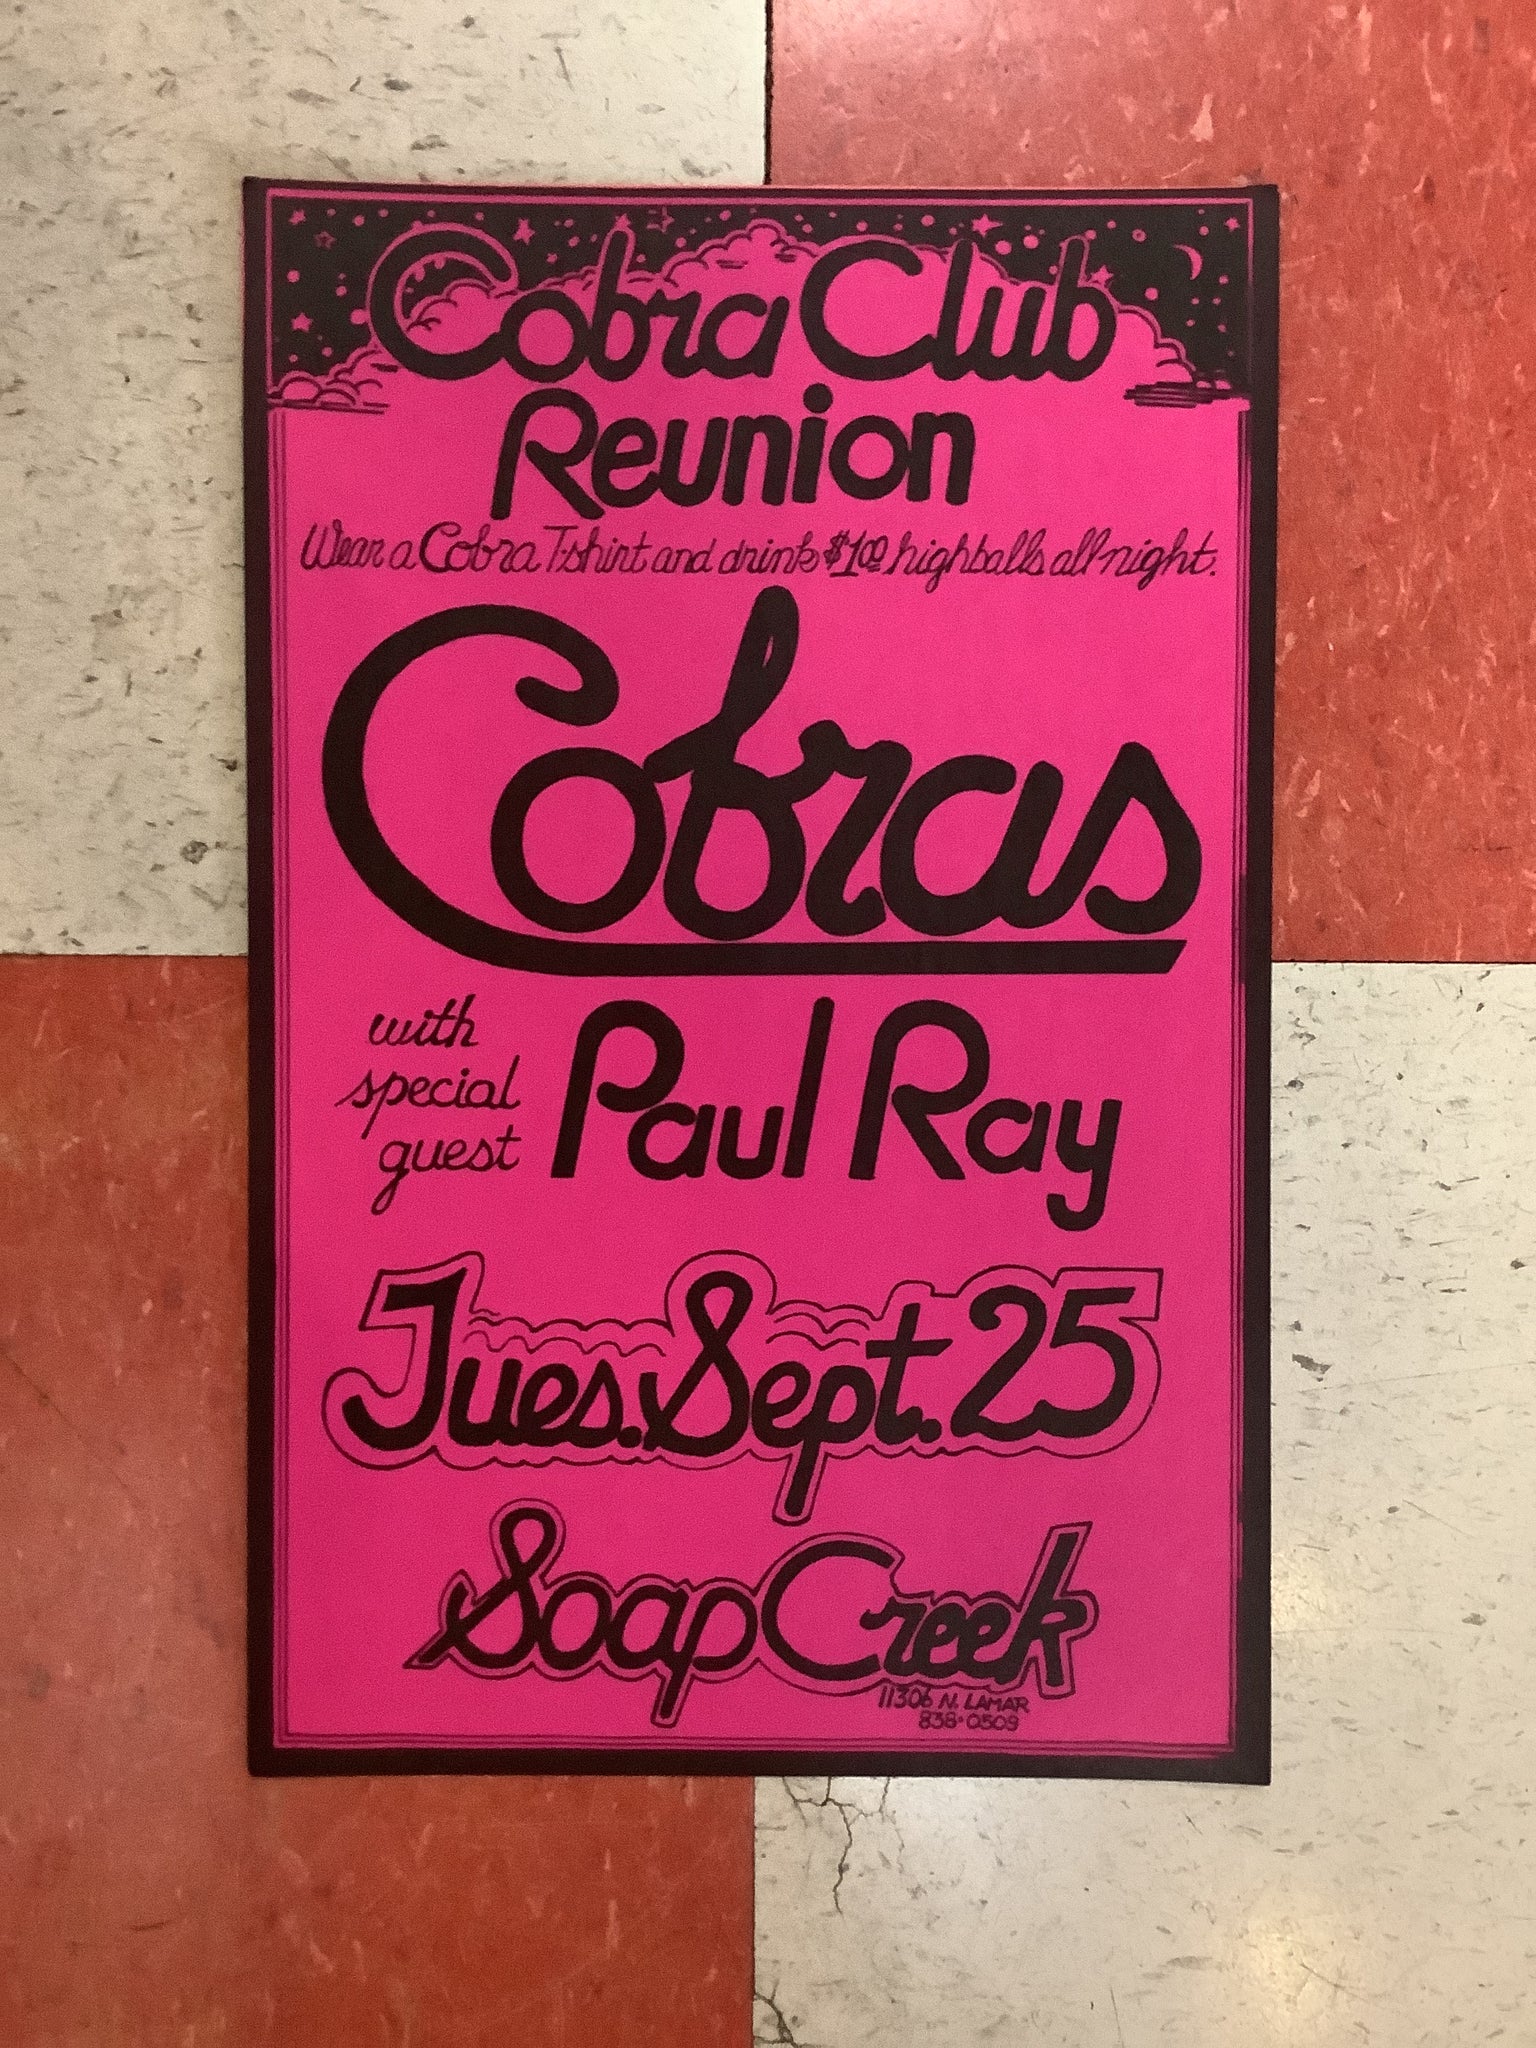 Cobra Club
Reunion
Wear a Cobra T-shirt and drink $1.00 highballs all night.
Cobras
with
special
guest
Paul Ray
Tues. Sept. 25
Soap Creek
11306 N. LAMAR
838-0509